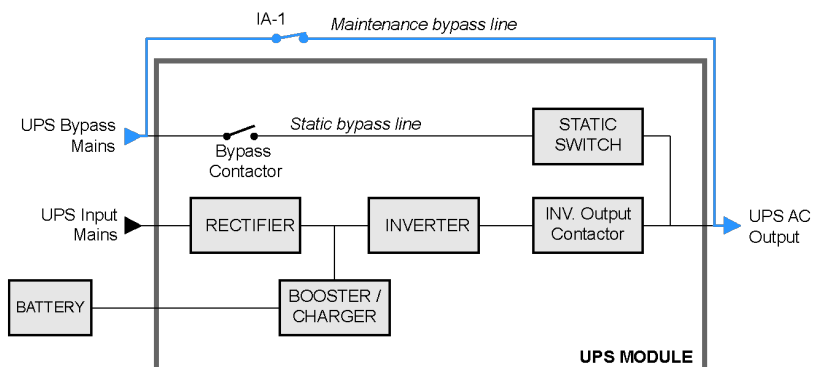 IA-1
Maintenance bypass line
UPS Bypass
Mains
Static bypass line
Bypass
Contactor
STATIC
SWITCH
UPS Input
Mains
RECTIFIER
INVERTER
INV. Output
Contactor
UPS AC
Output
BATTERY
BOOSTER /
CHARGER
UPS MODULE